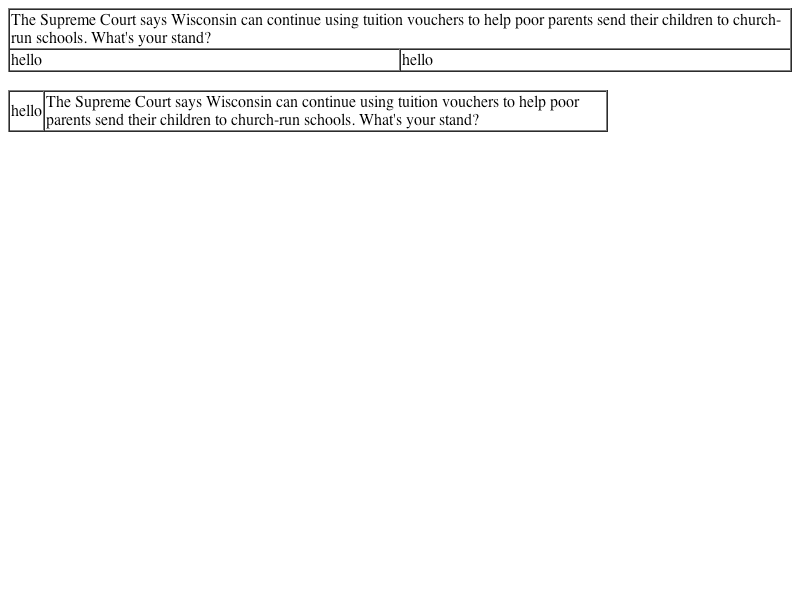 The Supreme Court says Wisconsin can continue using tuition vouchers to help poor parents send their children to church-
run schools. What's your stand?
hello hello
hello The Supreme Court says Wisconsin can continue using tuition vouchers to help poor
parents send their children to church-run schools. What's your stand?